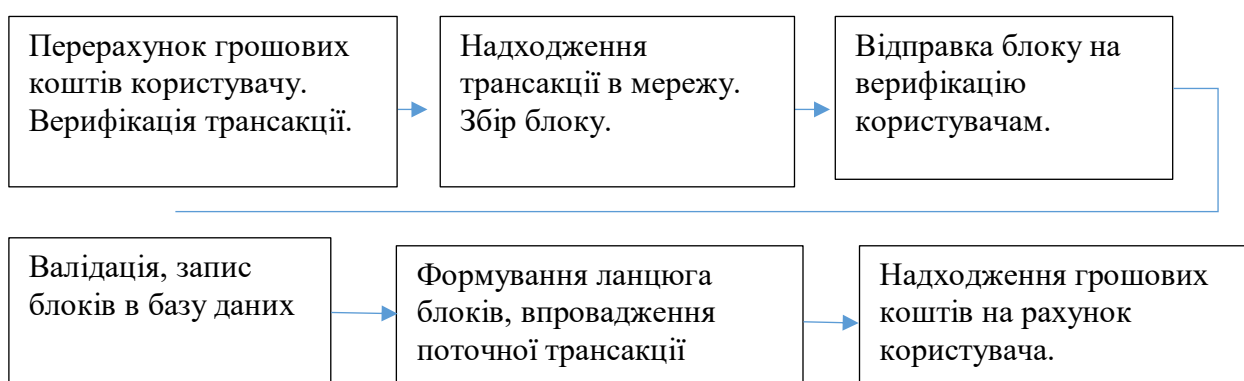 Перерахунок грошових
коштів користувачу.
Верифікація трансакції.
Надходження
трансакції в мережу.
Збір блоку.
Відправка блоку на
верифікацію
користувачам.
Валідація, запис
блоків в базу даних
Формування ланцюга
блоків, впровадження
поточної трансакції
Надходження грошових
коштів на рахунок
користувача.